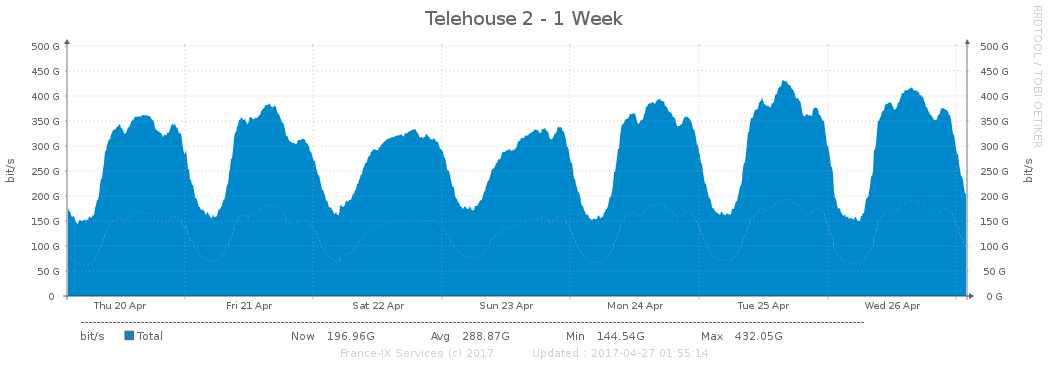 Telehouse 2 - 1 Week
RRDTOOL / TOBI OETIKER
500 G 500 G
450 G 450 G
400 G 400 G
350 G 350 G
300 G 300 G
250 G 250 G
200 G 200 G
150 G 150 G
100 G 100 G
50 G 50 G
0 0 G
bit/s bit/s
Thu 20 Apr Fri 21 Apr Sat 22 Apr Sun 23 Apr Mon 24 Apr Tue 25 Apr Wed 26 Apr
bit/s Total Now 196.96G Avg 288.87G Min 144.54G Max 432.05G
France-IX Services (c) 2017 Updated : 2017-04-27 01:55:14